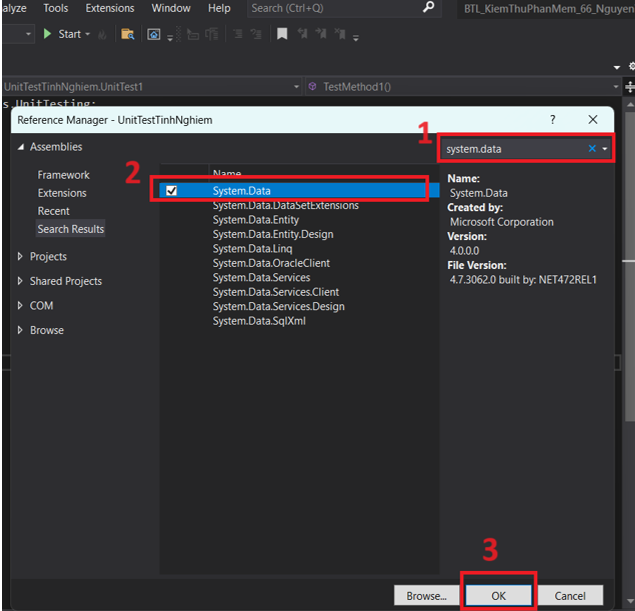 alyze Tools Extensions Window Help Search (Ctrl+Q) BTL_KiemThuPhanMem_66_Nguyen
Start
UnitTestTinhNghiem.UnitTest1 TestMethod1()
s.UnitTesting;
Reference Manager - UnitTestTinhNghiem ? X
1
Assemblies
system.data
2
Name
Framework
Extensions
Recent
Search Results
Projects
Shared Projects
COM
Browse
System.Data
System.Data.DataSetExtensions
System.Data.Entity
System.Data.Entity.Design
System.Data.Linq
System.Data.OracleClient
System.Data.Services
System.Data.Services.Client
System.Data.Services.Design
System.Data.SqlXml
Name:
System.Data
Created by:
Microsoft Corporation
Version:
4.0.0.0
File Version:
4.7.3062.0 built by: NET472REL1
3
Browse... OK Cancel